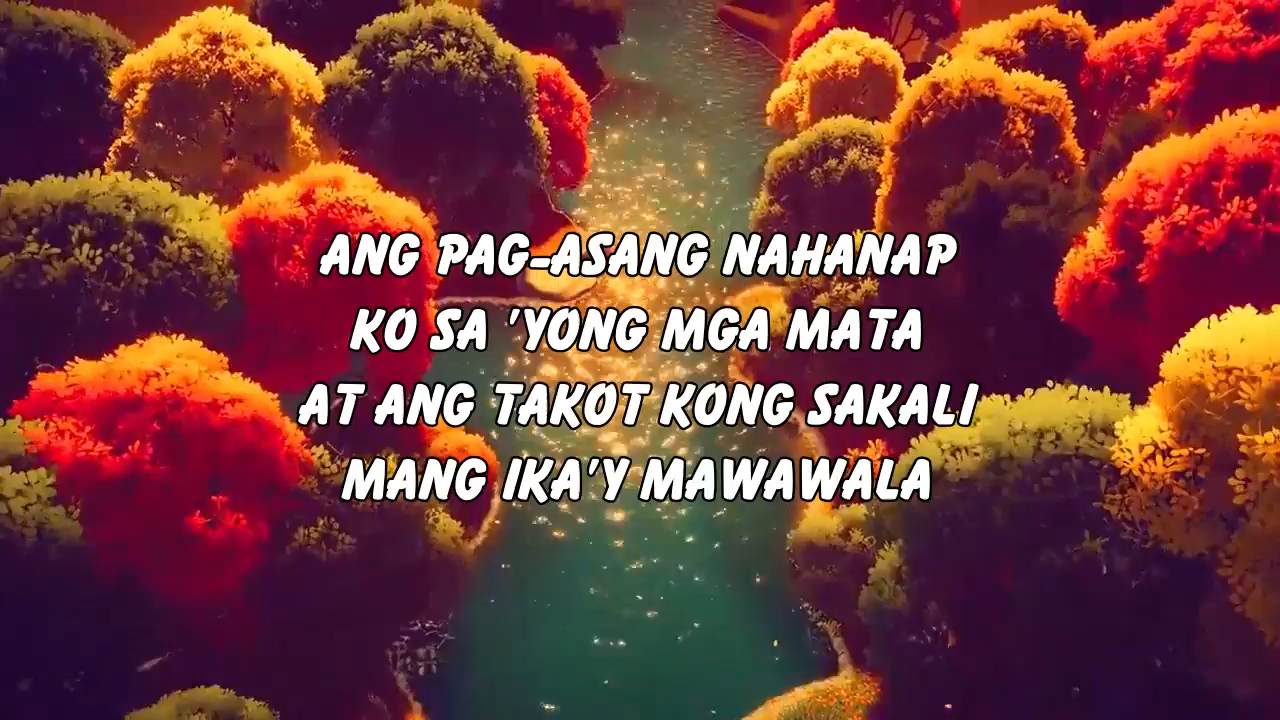 ANG PAG-ASANG NAHANAP
KO SA 'YONG MGA MATA
AT ANG TAKOT KONG SAKALI
MANG IKA'Y MAWAWALA